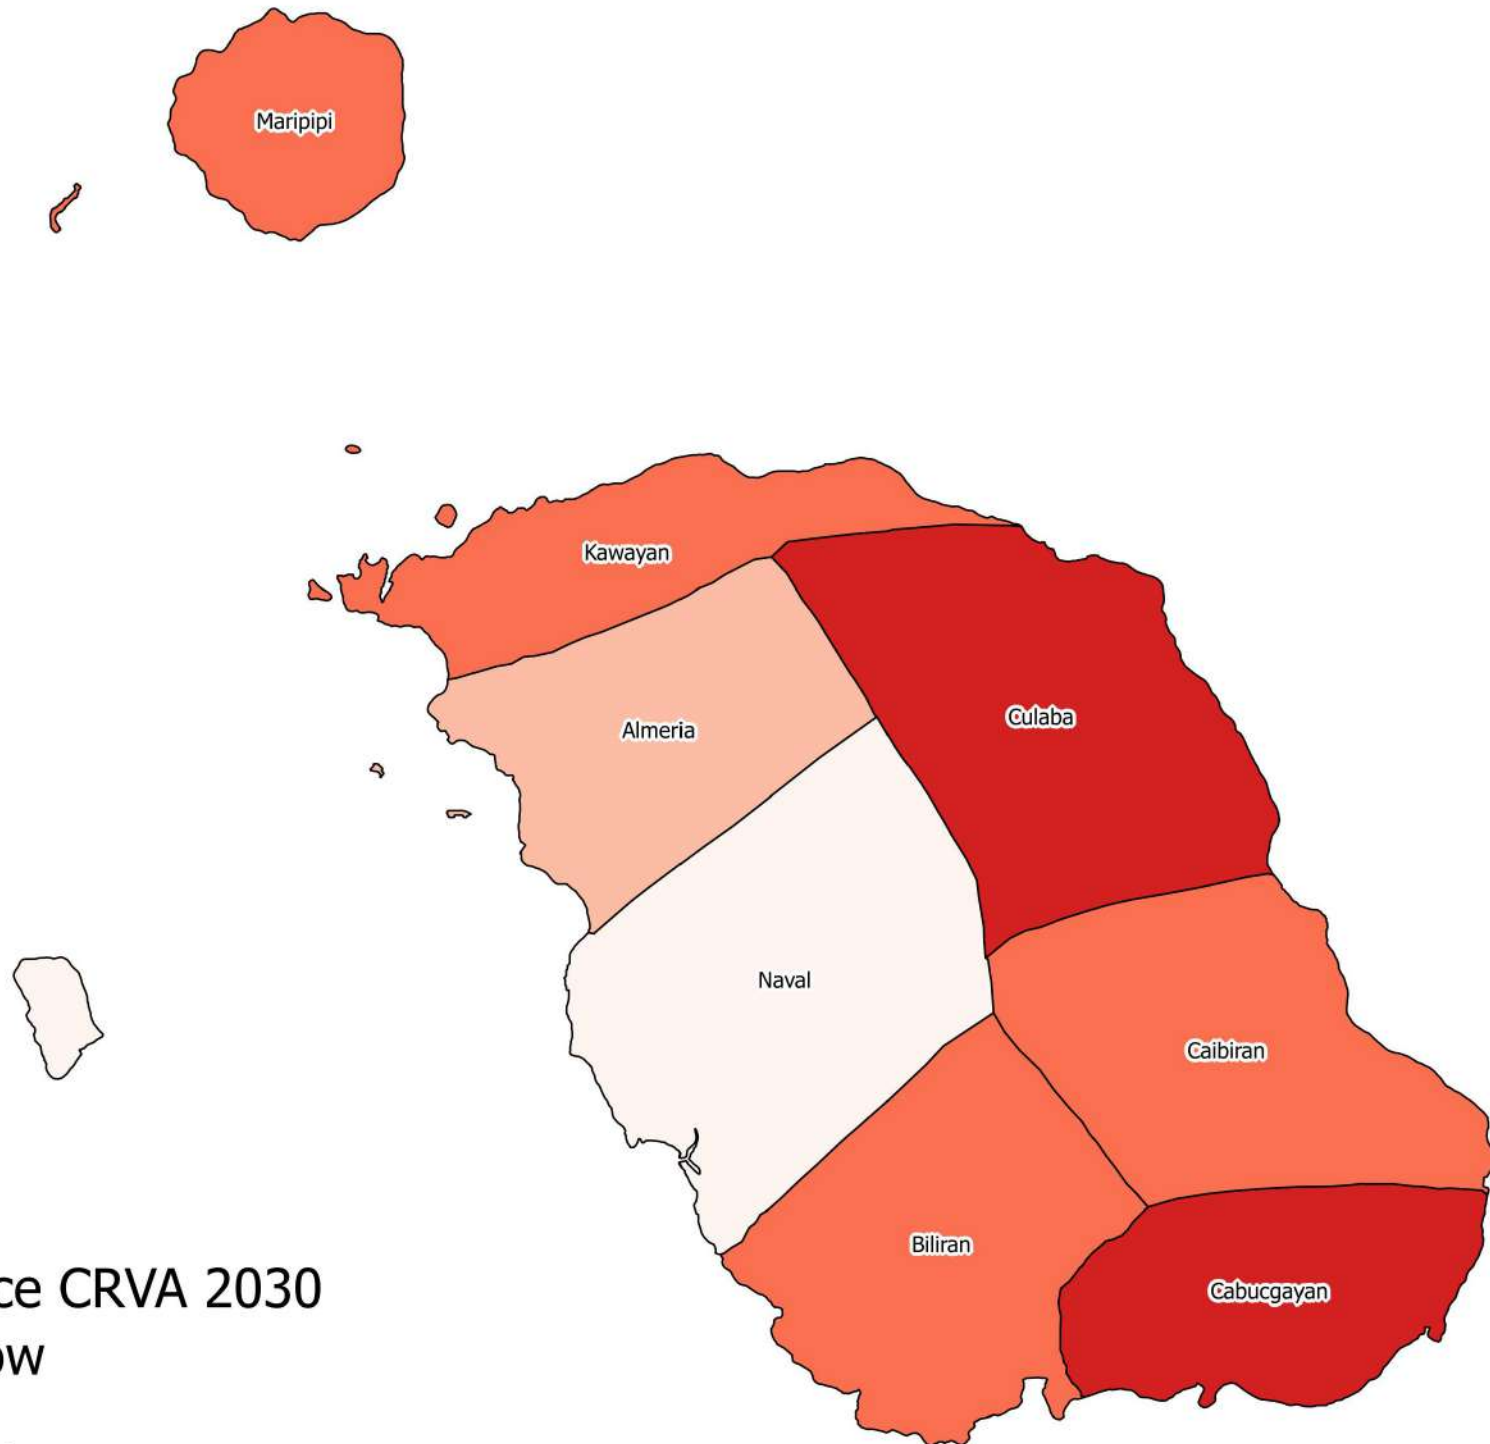 Maripipi
Kawayan
Culaba
Almeria
Naval
Caibiran
Biliran
Cabucgayan
ce CRVA 2030
ow